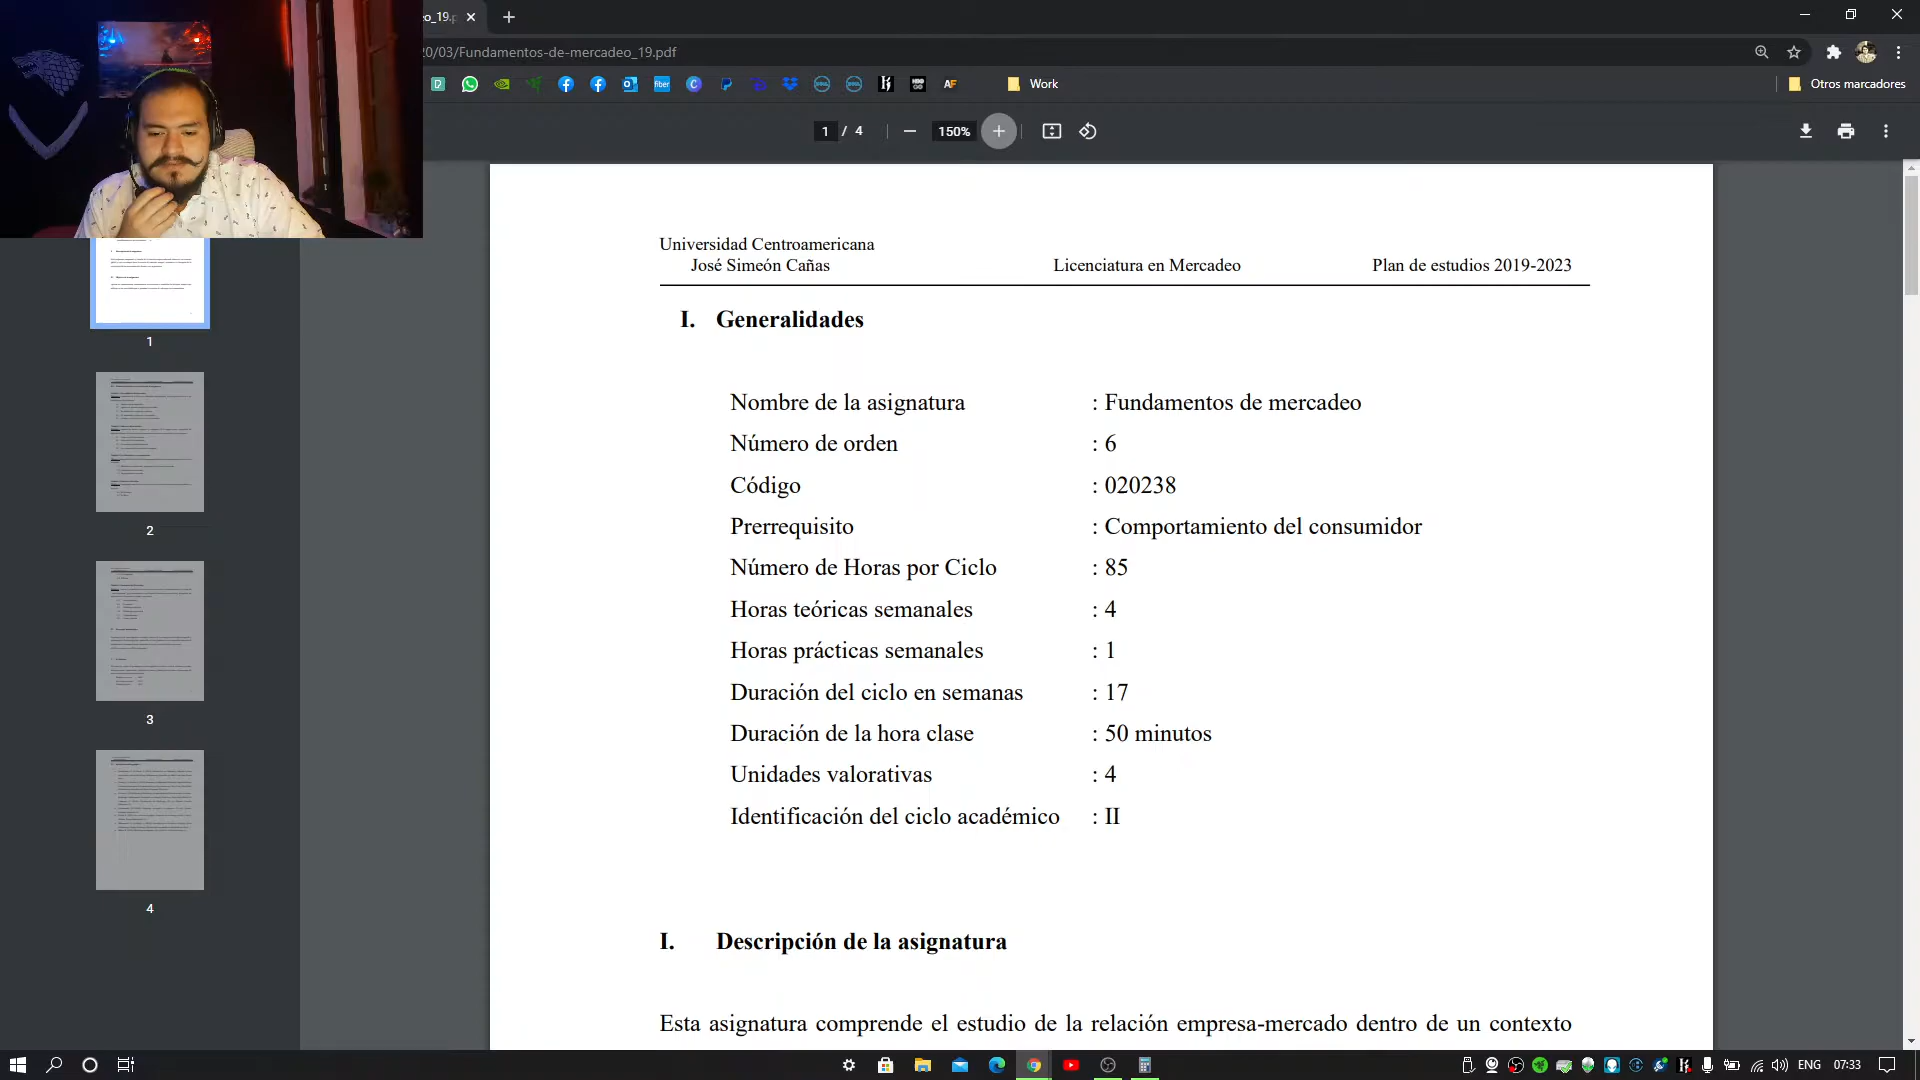 o_19.p
20/03/Fundamentos-de-mercadeo_19.pdf
Work
Otros marcadores
1 / 4
150%
Universidad Centroamericana
José Simeón Cañas
Licenciatura en Mercadeo
Plan de estudios 2019-2023
I. Generalidades
Nombre de la asignatura : Fundamentos de mercadeo
Número de orden : 6
Código : 020238
Prerrequisito : Comportamiento del consumidor
Número de Horas por Ciclo : 85
Horas teóricas semanales : 4
Horas prácticas semanales : 1
Duración del ciclo en semanas : 17
Duración de la hora clase : 50 minutos
Unidades valorativas : 4
Identificación del ciclo académico : II
I. Descripción de la asignatura
Esta asignatura comprende el estudio de la relación empresa-mercado dentro de un contexto
1
2
3
4
ENG
07:33